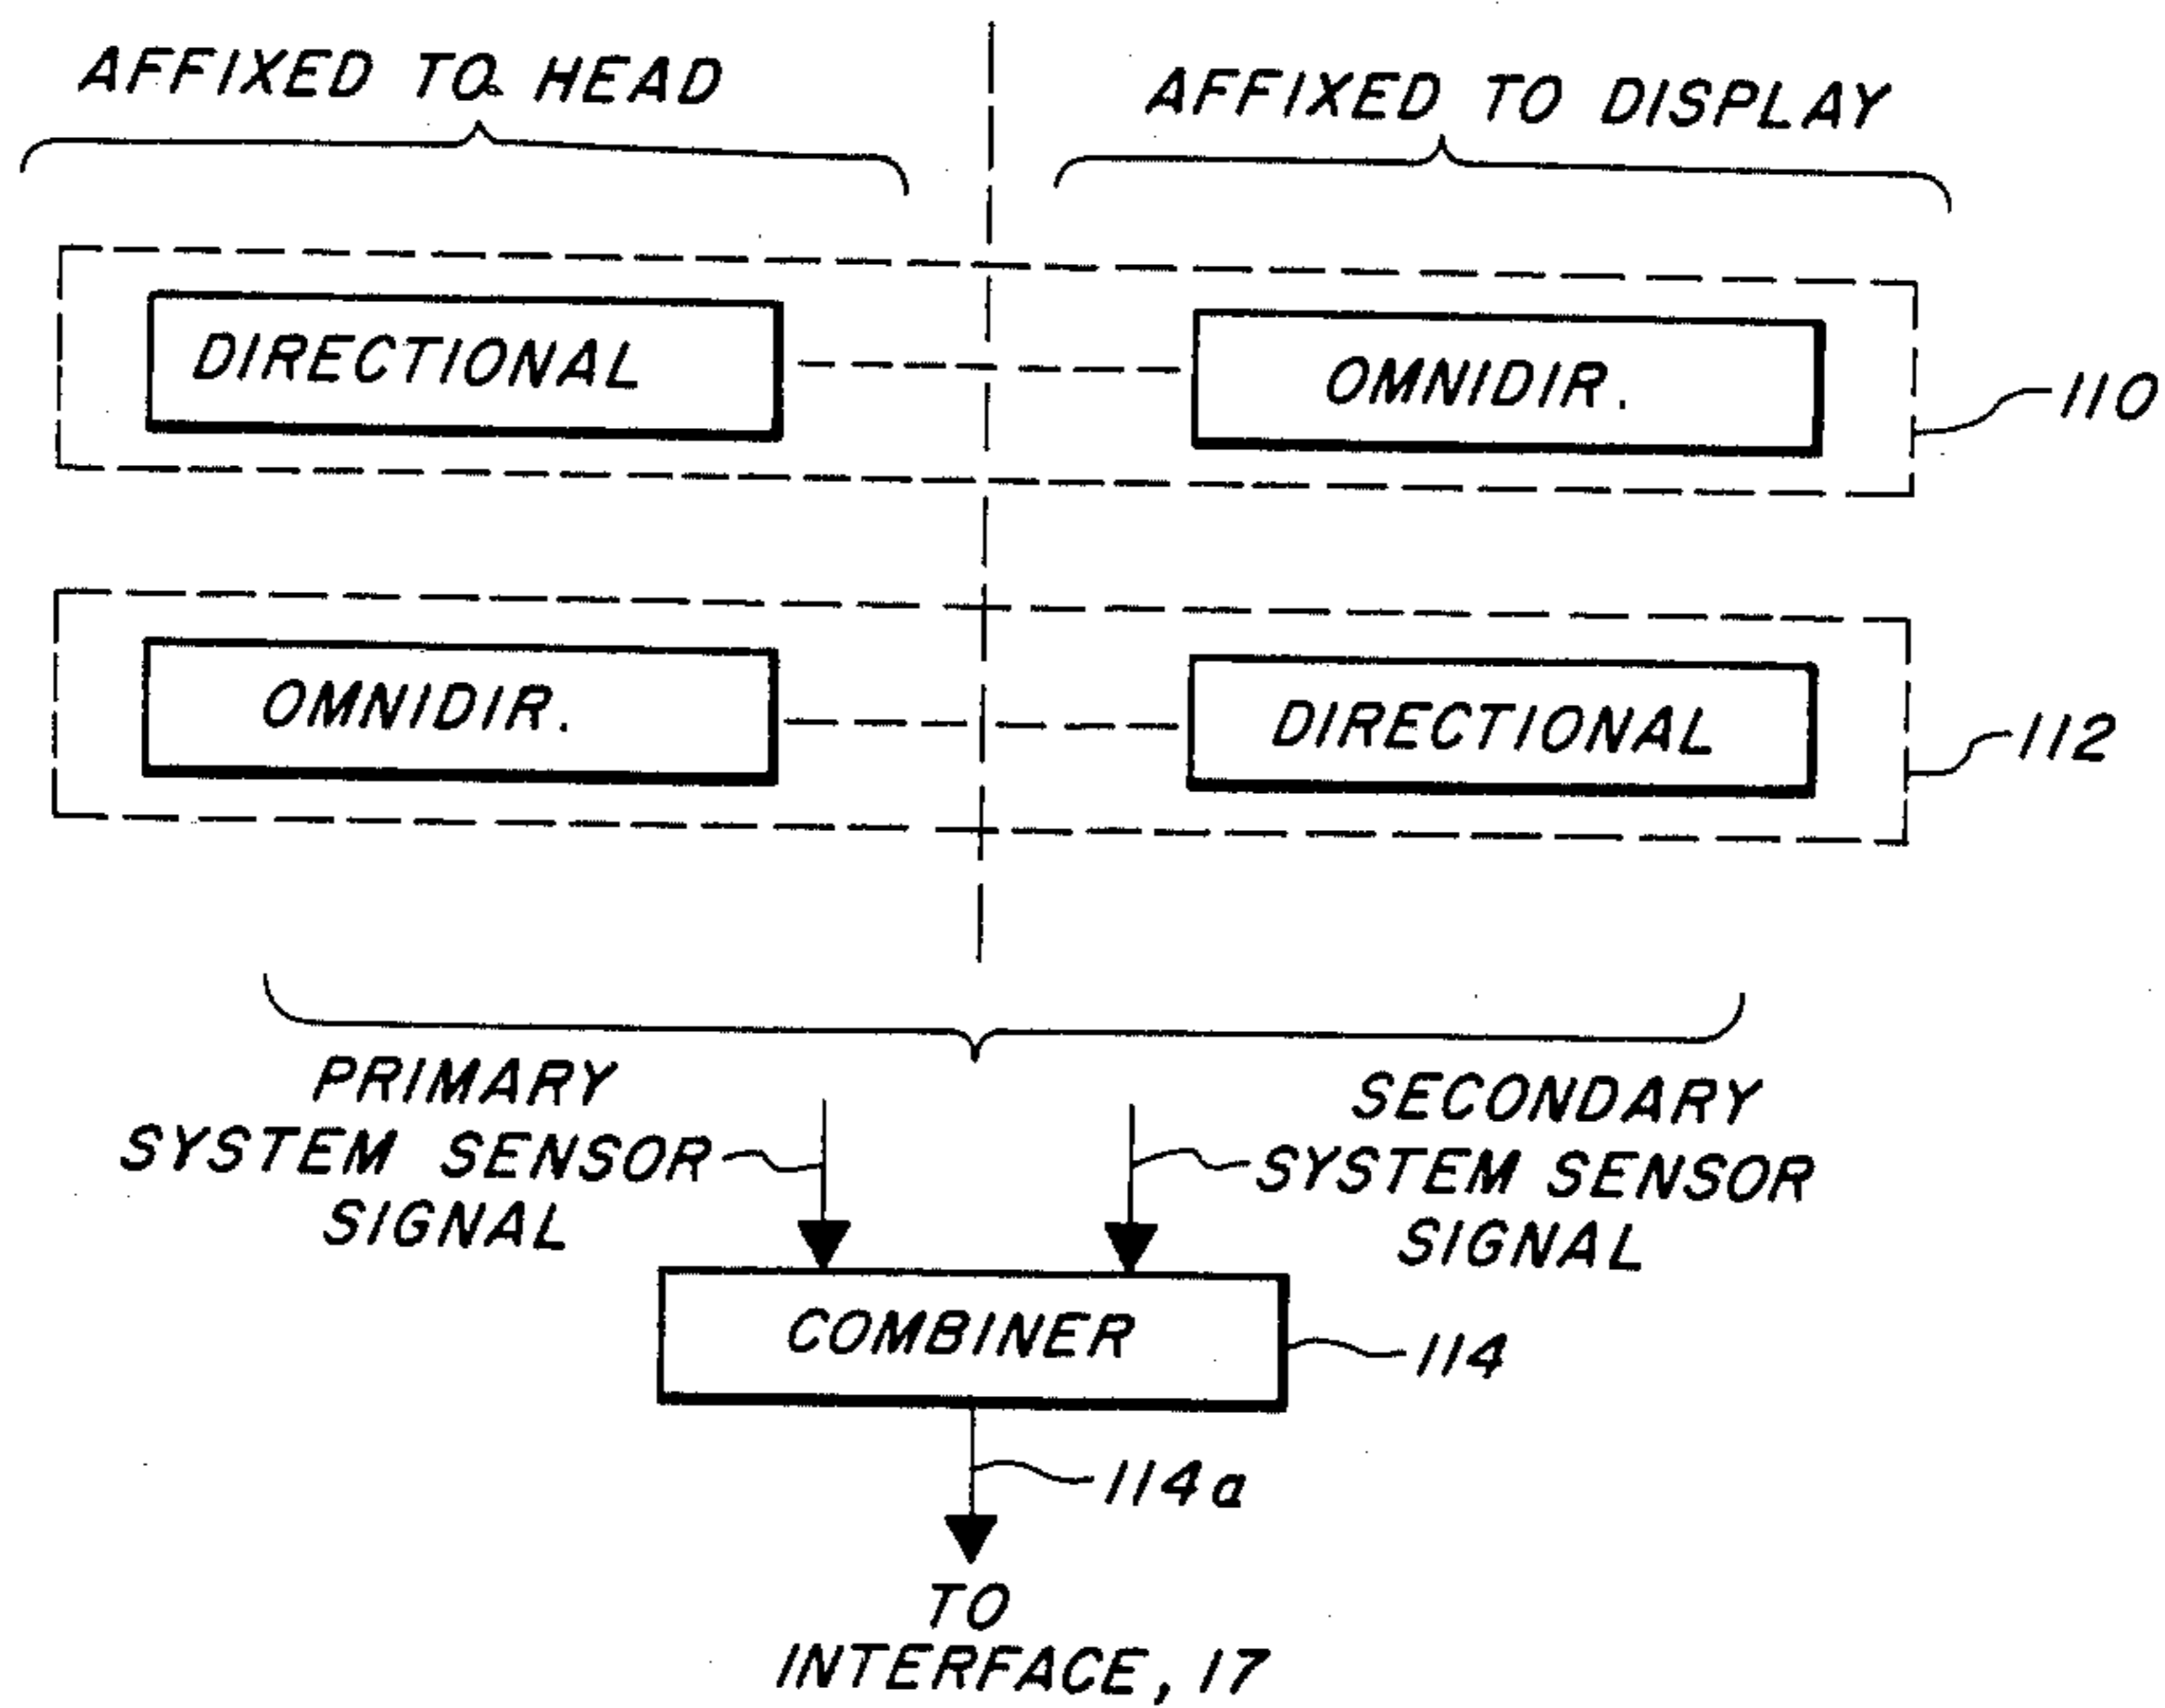 AFFIXED TO HEAD
AFFIXED TO DISPLAY
DIRECTIONAL
OMNIDIR.
110
OMNIDIR.
DIRECTIONAL
112
PRIMARY
SYSTEM SENSOR
SIGNAL
SECONDARY
SYSTEM SENSOR
SIGNAL
COMBINER
114
114a
TO
INTERFACE, 17